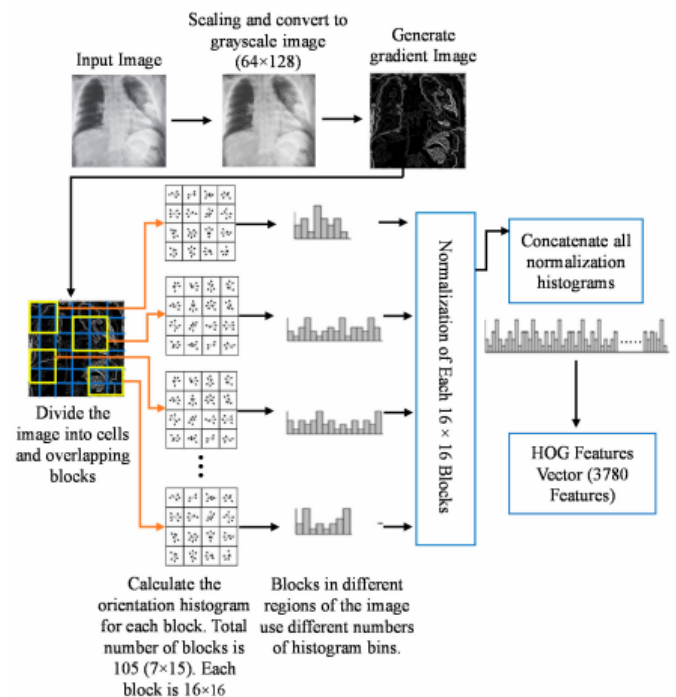 Input Image
Scaling and convert to
grayscale image
(64×128)
Generate
gradient Image
Divide the
image into cells
and overlapping
blocks
Normalization of Each 16 × 16 Blocks
Concatenate all
normalization
histograms
HOG Features
Vector (3780
Features)
Calculate the
orientation histogram
for each block. Total
number of blocks is
105 (7×15). Each
block is 16×16
Blocks in different
regions of the image
use different numbers
of histogram bins.